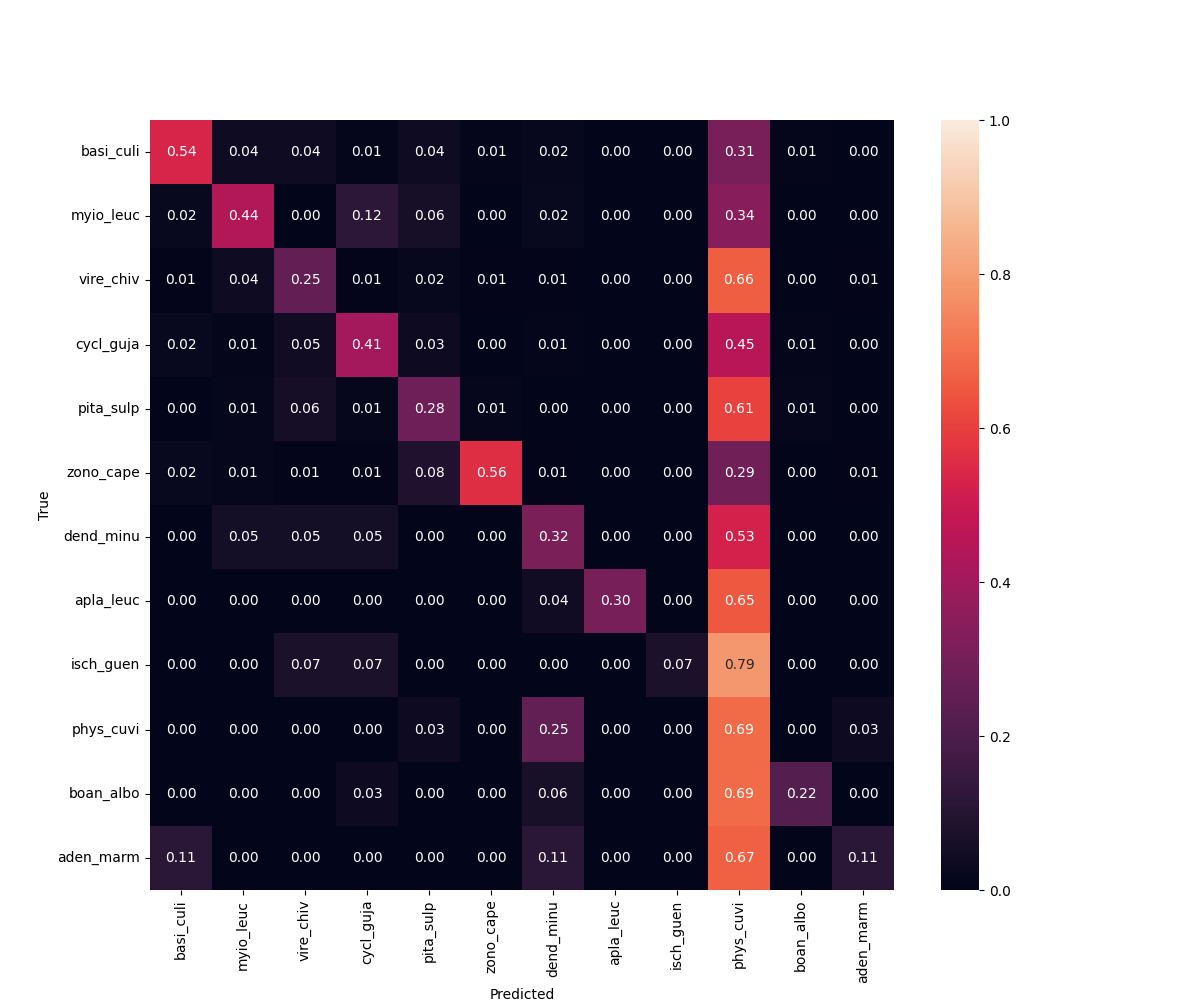 basi_culi 0.54 0.04 0.04 0.01 0.04 0.01 0.02 0.00 0.00 0.31 0.01 0.00
myio_leuc 0.02 0.44 0.00 0.12 0.06 0.00 0.02 0.00 0.00 0.34 0.00 0.00
vire_chiv 0.01 0.04 0.25 0.01 0.02 0.01 0.01 0.00 0.00 0.66 0.00 0.01
cycl_guja 0.02 0.01 0.05 0.41 0.03 0.00 0.01 0.00 0.00 0.45 0.01 0.00
pita_sulp 0.00 0.01 0.06 0.01 0.28 0.01 0.00 0.00 0.00 0.61 0.01 0.00
zono_cape 0.02 0.01 0.01 0.01 0.08 0.56 0.01 0.00 0.00 0.29 0.00 0.01
dend_minu 0.00 0.05 0.05 0.05 0.00 0.00 0.32 0.00 0.00 0.53 0.00 0.00
apla_leuc 0.00 0.00 0.00 0.00 0.00 0.00 0.04 0.30 0.00 0.65 0.00 0.00
isch_guen 0.00 0.00 0.07 0.07 0.00 0.00 0.00 0.00 0.07 0.79 0.00 0.00
phys_cuvi 0.00 0.00 0.00 0.00 0.03 0.00 0.25 0.00 0.00 0.69 0.00 0.03
boan_albo 0.00 0.00 0.00 0.03 0.00 0.00 0.06 0.00 0.00 0.69 0.22 0.00
aden_marm 0.11 0.00 0.00 0.00 0.00 0.00 0.11 0.00 0.00 0.67 0.00 0.11
True
basi_culi myio_leuc vire_chiv cycl_guja pita_sulp zono_cape dend_minu apla_leuc isch_guen phys_cuvi boan_albo aden_marm
Predicted
1.0
0.8
0.6
0.4
0.2
0.0